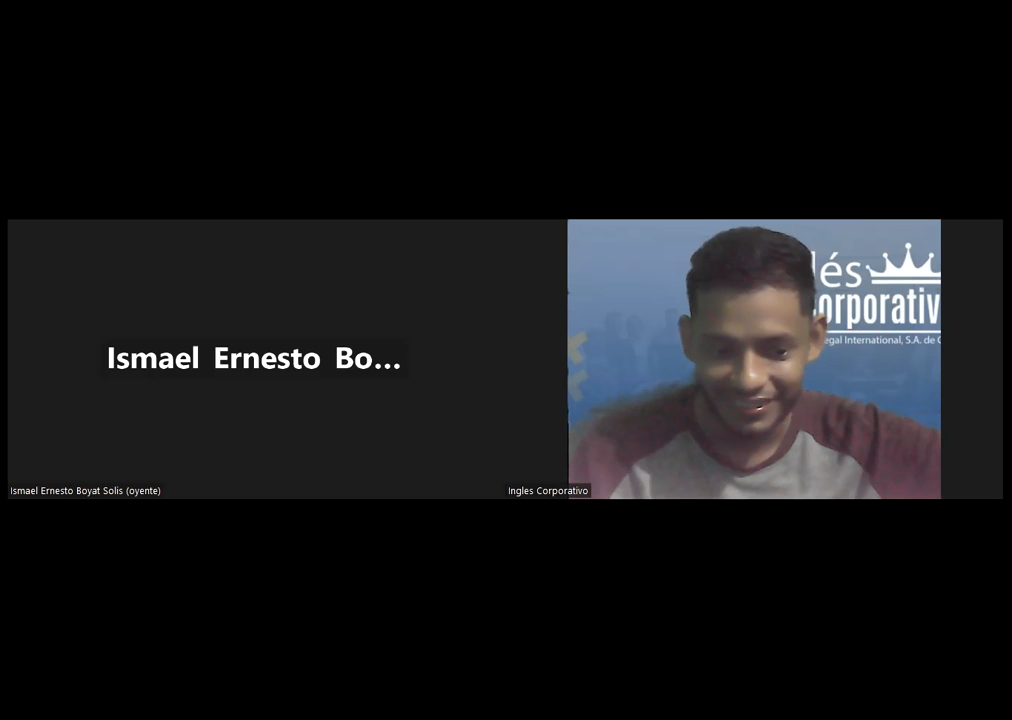 Ismael Ernesto Bo...
lés
orporativ
egal International, S.A. de C
Ismael Ernesto Boyat Solis (oyente)
Ingles Corporativo